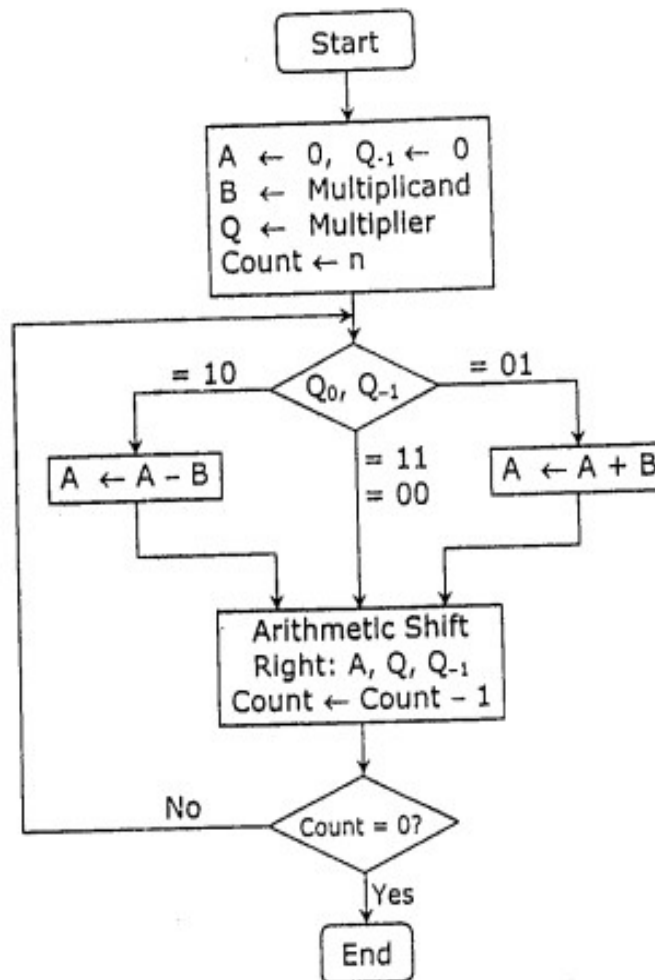 Start
A ← 0, Q₋₁ ← 0
B ← Multiplicand
Q ← Multiplier
Count ← n
= 10
Q₀, Q₋₁
= 01
A ← A – B
= 11
= 00
A ← A + B
Arithmetic Shift
Right: A, Q, Q₋₁
Count ← Count – 1
No
Count = 0?
Yes
End